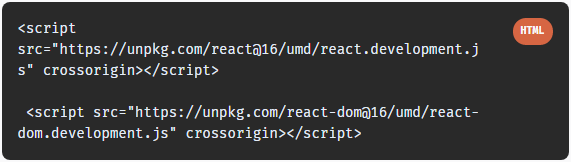 <script
HTML
src="https://unpkg.com/react@16/umd/react.development.j
s" crossorigin></script>
<script src="https://unpkg.com/react-dom@16/umd/react-
dom.development.js" crossorigin></script>